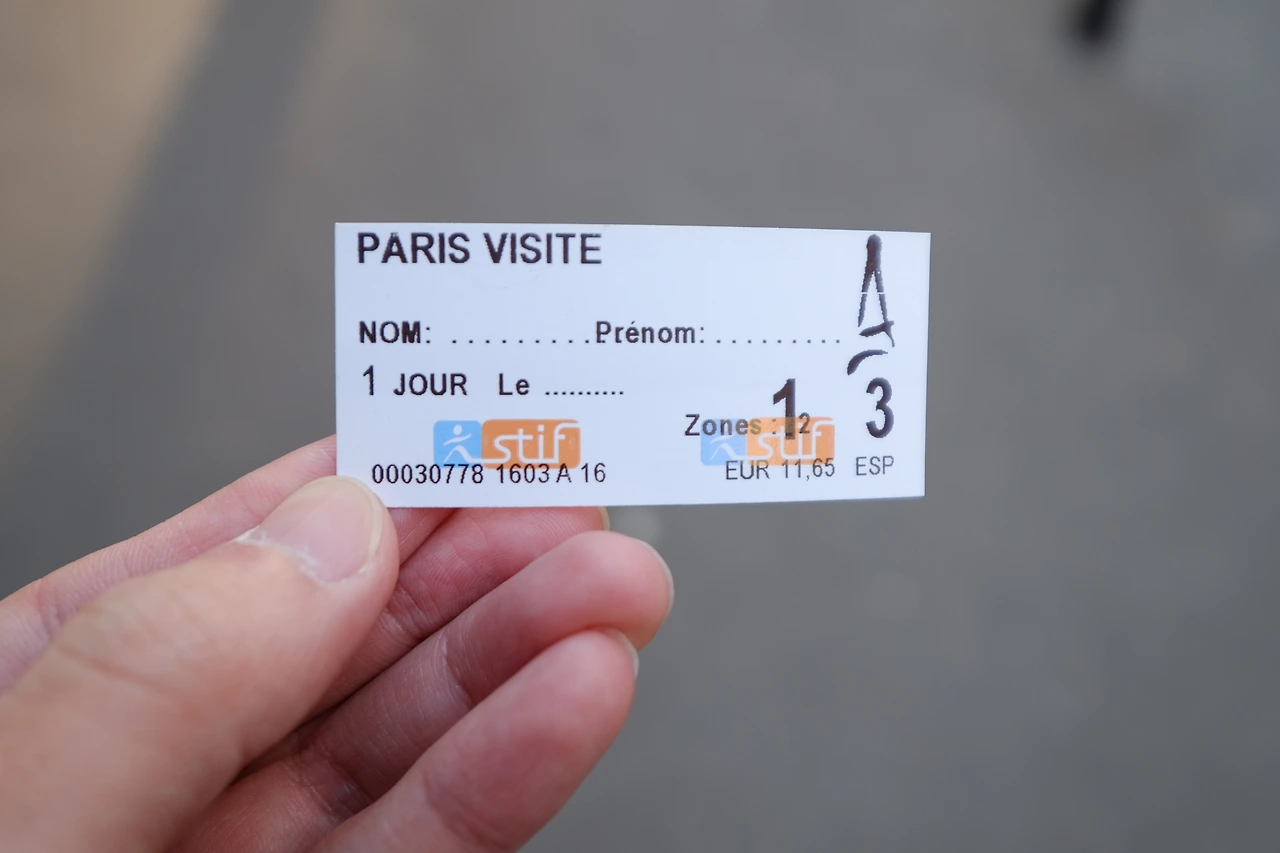 PARIS VISITE
NOM: . . . . . . . . . Prénom: . . . . . . . . . .
1 JOUR Le ..........
Zones : 1 2 3
stif stif
00030778 1603 A 16 EUR 11,65 ESP